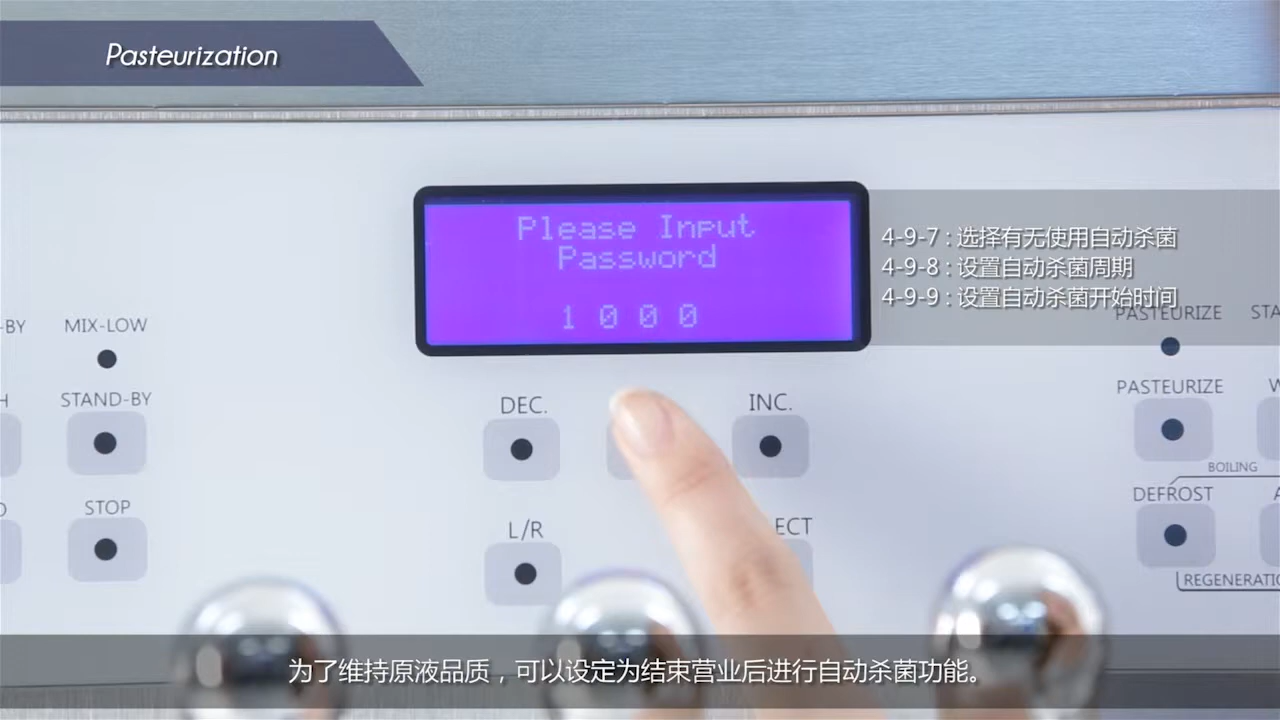 Pasteurization
Please Input
Password
1 0 0 0
4-9-7 : 选择有无使用自动杀菌
4-9-8 : 设置自动杀菌周期
4-9-9 : 设置自动杀菌开始时间
-BY
MIX-LOW
PASTEURIZE
STA
H
STAND-BY
DEC.
INC.
PASTEURIZE
W
BOILING
STOP
L/R
ECT
DEFROST
REGENERATIO
为了维持原液品质，可以设定为结束营业后进行自动杀菌功能。